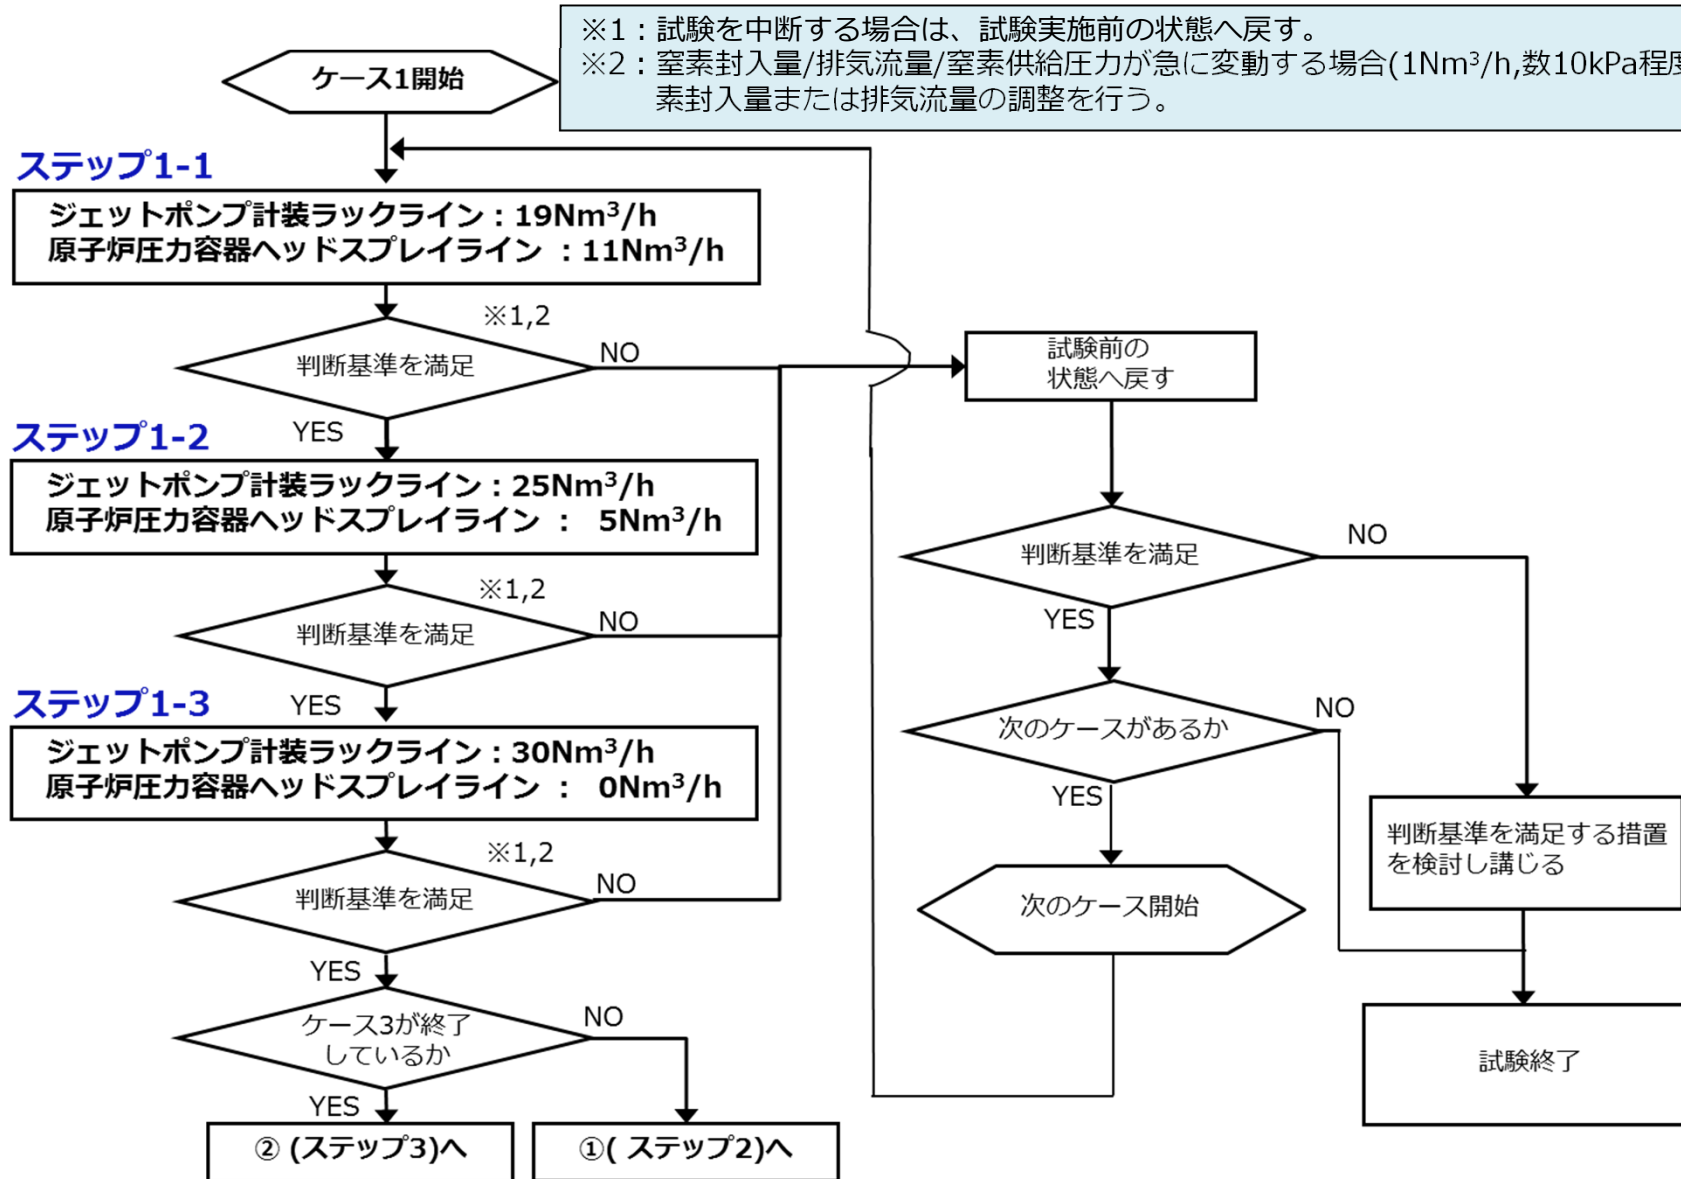 ※1：試験を中断する場合は、試験実施前の状態へ戻す。
※2：窒素封入量/排気流量/窒素供給圧力が急に変動する場合(1Nm³/h,数10kPa程度
素封入量または排気流量の調整を行う。
ケース1開始
ステップ1-1
ジェットポンプ計装ラックライン：19Nm³/h
原子炉圧力容器ヘッドスプレイライン ：11Nm³/h
※1,2
判断基準を満足
NO
YES
ステップ1-2
ジェットポンプ計装ラックライン：25Nm³/h
原子炉圧力容器ヘッドスプレイライン ： 5Nm³/h
※1,2
判断基準を満足
NO
YES
ステップ1-3
ジェットポンプ計装ラックライン：30Nm³/h
原子炉圧力容器ヘッドスプレイライン ： 0Nm³/h
※1,2
判断基準を満足
NO
YES
ケース3が終了
しているか
NO
YES
② (ステップ3)へ
①( ステップ2)へ
試験前の
状態へ戻す
判断基準を満足
NO
YES
次のケースがあるか
NO
YES
次のケース開始
判断基準を満足する措置
を検討し講じる
試験終了